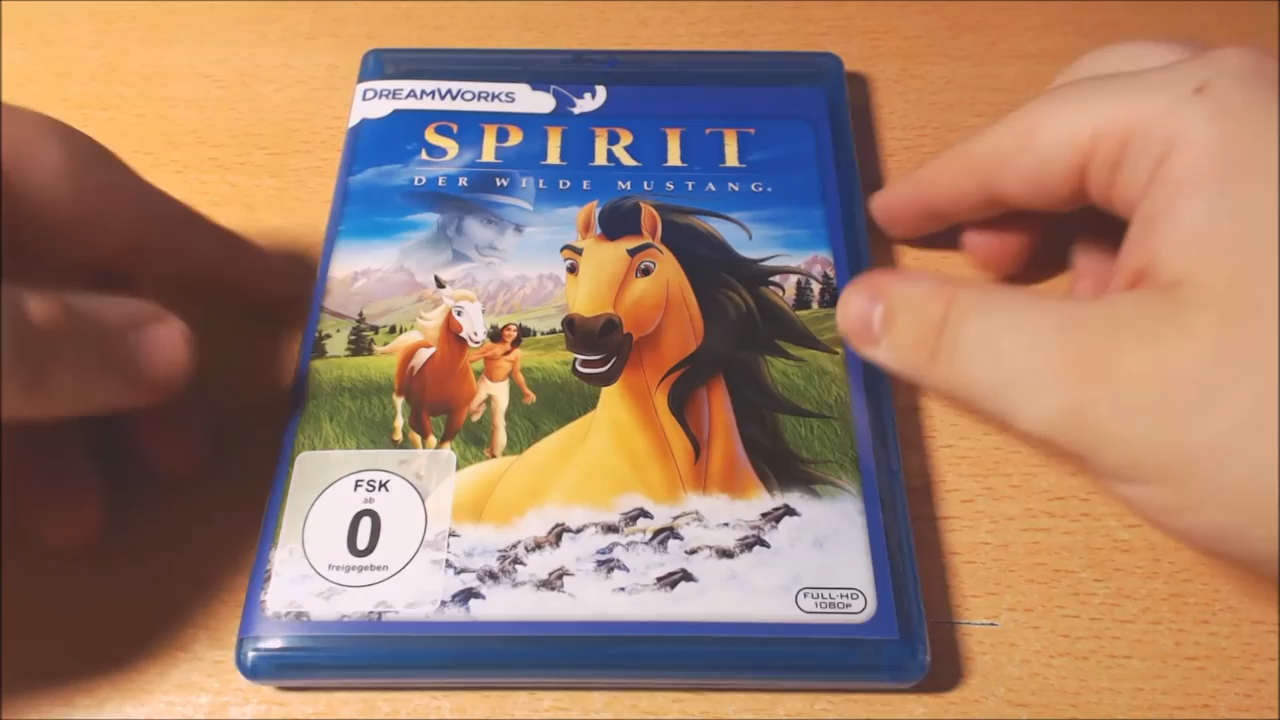 DREAMWORKS
SPIRIT
DER WILDE MUSTANG.
FSK
ab
0
freigegeben
FULL-HD
1080P